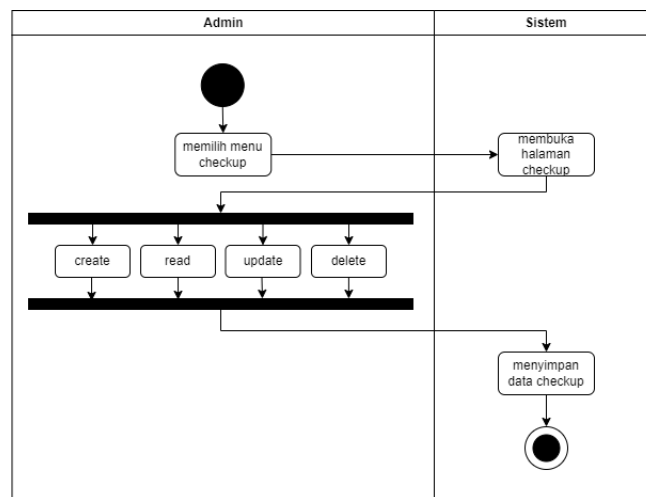 Admin
Sistem
memilih menu
checkup
membuka
halaman
checkup
create
read
update
delete
menyimpan
data checkup